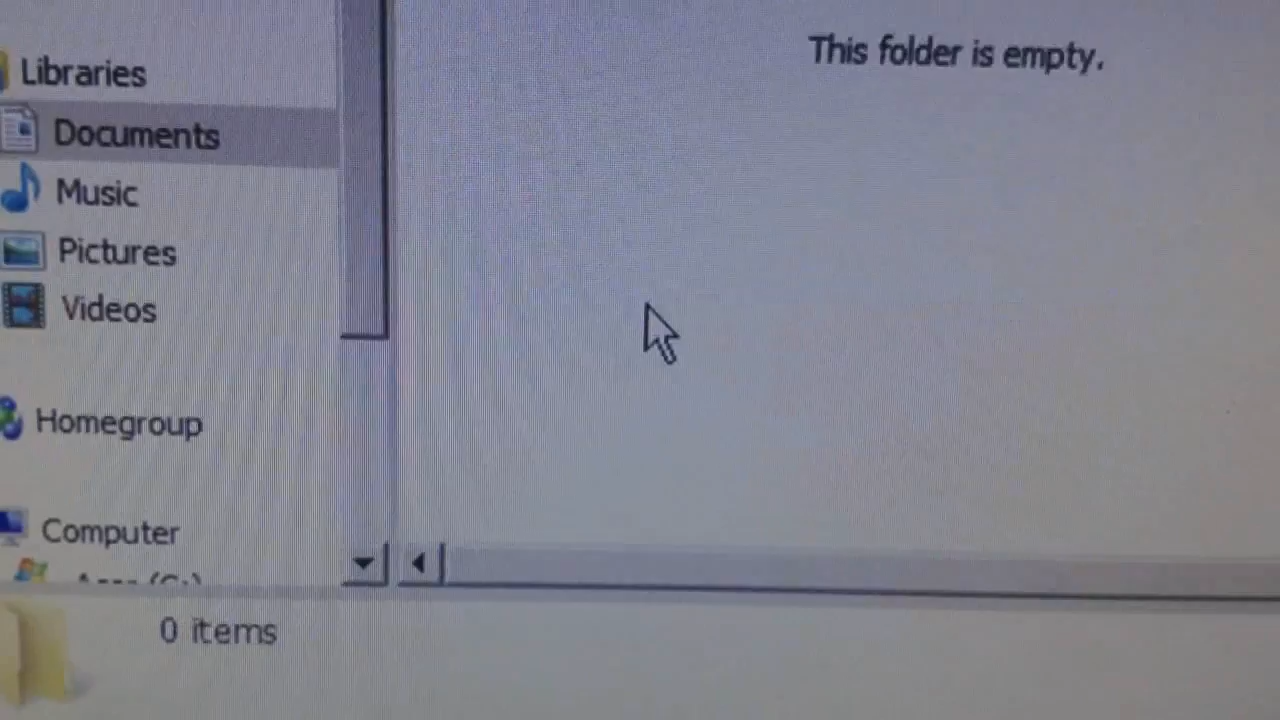 This folder is empty.
Libraries
Documents
Music
Pictures
Videos
Homegroup
Computer
0 items